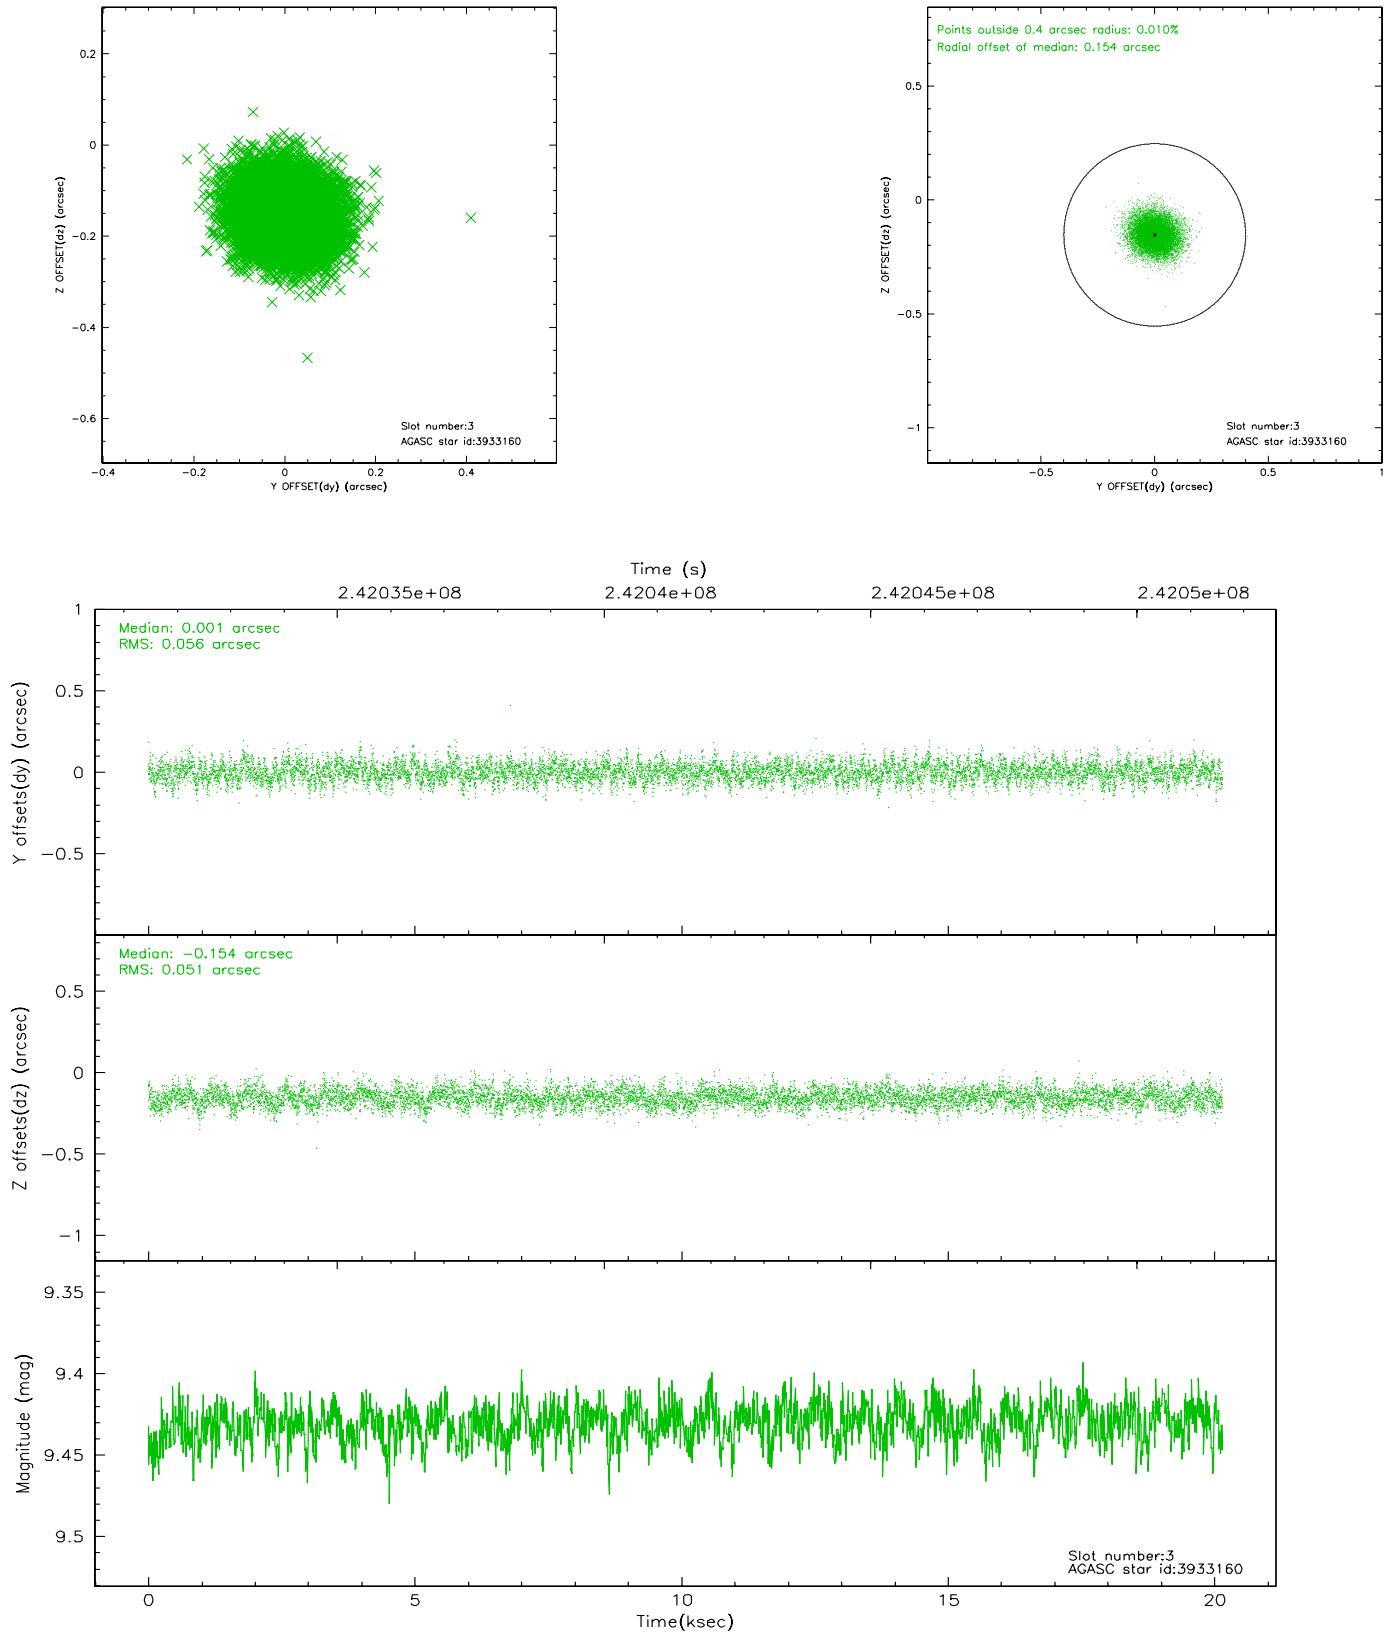 0.2
0
−0.2
−0.4
−0.6
Z OFFSET(dz) (arcsec)
Slot number:3
AGASC star id:3933160
−0.4 −0.2 0 0.2 0.4
Y OFFSET(dy) (arcsec)
Points outside 0.4 arcsec radius: 0.010%
Radial offset of median: 0.154 arcsec
0.5
0
−0.5
−1
Z OFFSET(dz) (arcsec)
Slot number:3
AGASC star id:3933160
−0.5 0 0.5 1
Y OFFSET(dy) (arcsec)
Time (s)
2.42035e+08 2.4204e+08 2.42045e+08 2.4205e+08
Median: 0.001 arcsec
RMS: 0.056 arcsec
1
0.5
0
−0.5
Y offsets(dy) (arcsec)
Median: −0.154 arcsec
RMS: 0.051 arcsec
0.5
0
−0.5
−1
Z offsets(dz) (arcsec)
9.35
9.4
9.45
9.5
Magnitude (mag)
Slot number:3
AGASC star id:3933160
0 5 10 15 20
Time(ksec)